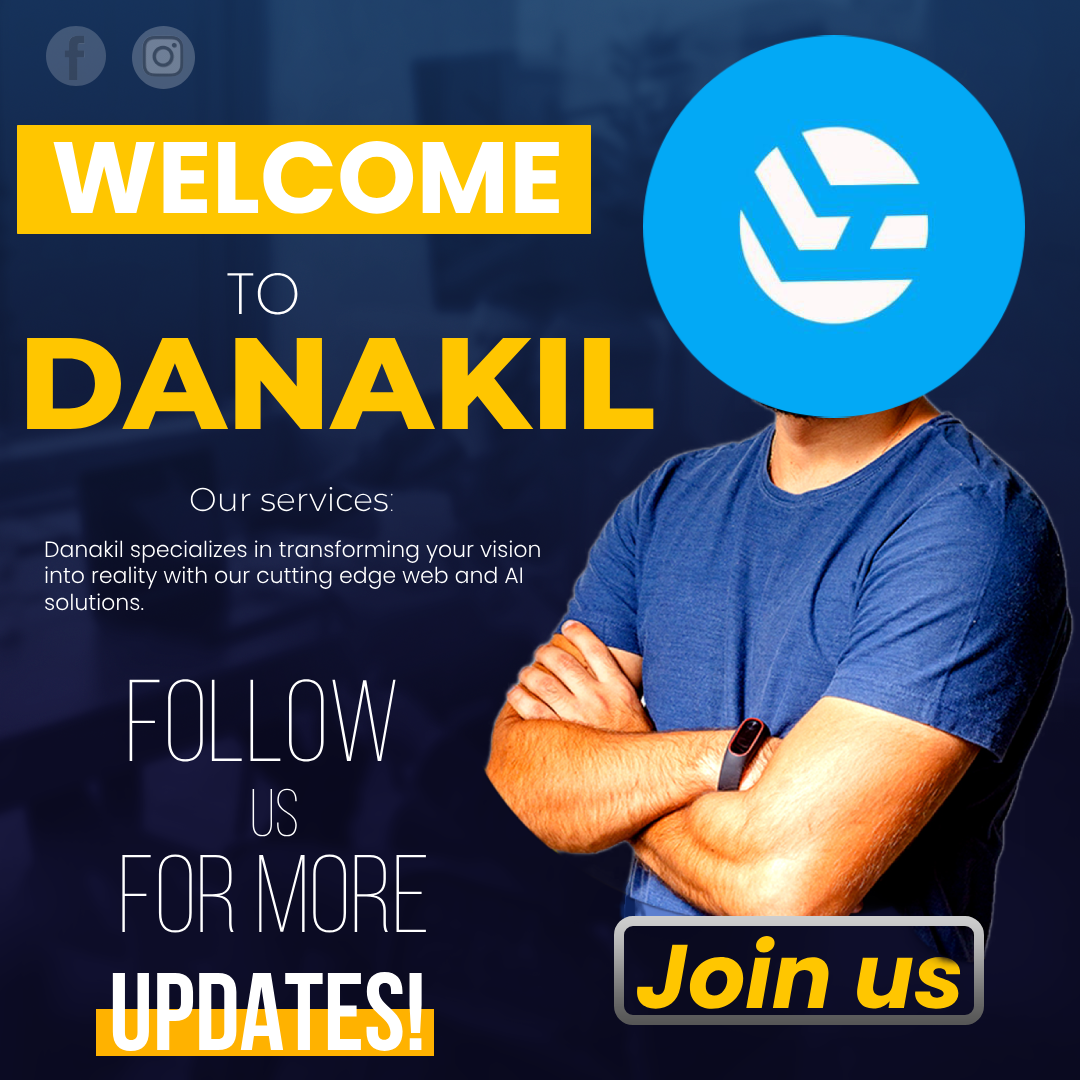 WELCOME
TO
DANAKIL
Our services:
Danakil specializes in transforming your vision
into reality with our cutting edge web and AI
solutions.
FOLLOW
US
FOR MORE
UPDATES!
Join us